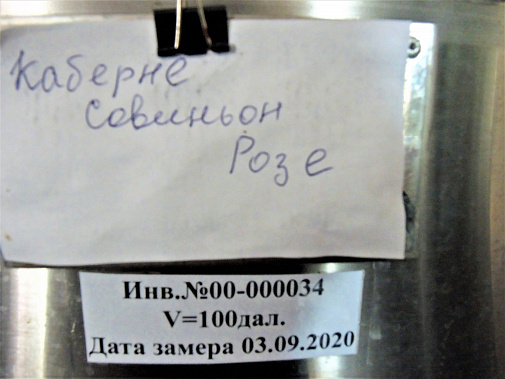 Каберне
Совиньон
Розе
Инв.№00-000034
V=100дал.
Дата замера 03.09.2020